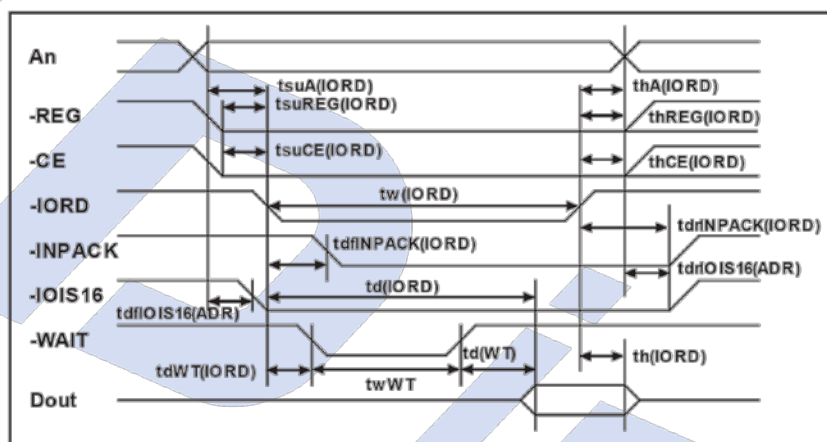 An
tsuA(IORD)
thA(IORD)
tsuREG(IORD)
-REG
thREG(IORD)
tsuCE(IORD)
-CE
thCE(IORD)
tw(IORD)
-IORD
tdrINPACK(IORD)
-INPACK
tdfINPACK(IORD)
tdrIOIS16(ADR)
td(IORD)
-IOIS16
tdfIOIS16(ADR)
-WAIT
td(WT)
th(IORD)
tdWT(IORD)
twWT
Dout